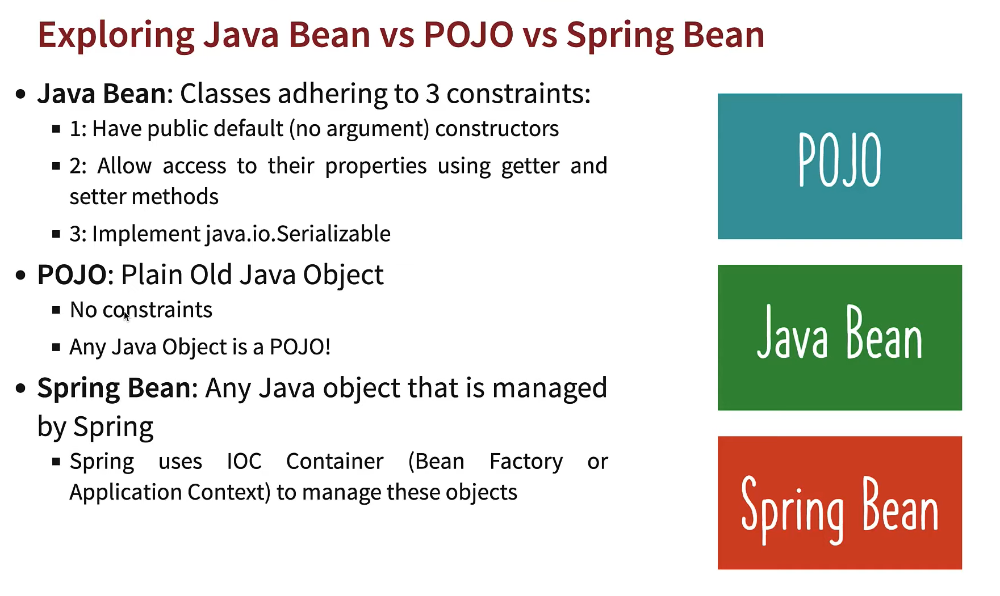 Exploring Java Bean vs POJO vs Spring Bean
• Java Bean: Classes adhering to 3 constraints:
▪ 1: Have public default (no argument) constructors
▪ 2: Allow access to their properties using getter and
setter methods
▪ 3: Implement java.io.Serializable
• POJO: Plain Old Java Object
▪ No constraints
▪ Any Java Object is a POJO!
• Spring Bean: Any Java object that is managed
by Spring
▪ Spring uses IOC Container (Bean Factory or
Application Context) to manage these objects
POJO
Java Bean
Spring Bean